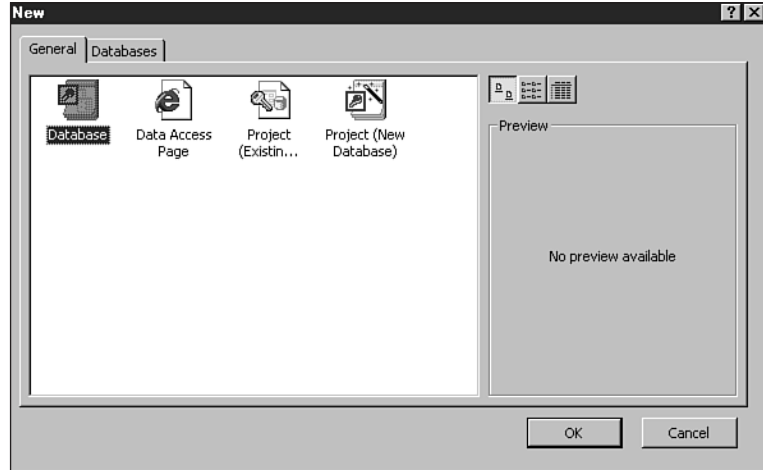 New
General
Databases
Database
Data Access
Page
Project
(Existin...
Project (New
Database)
Preview
No preview available
OK
Cancel